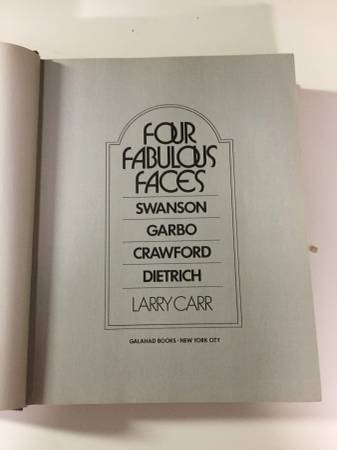 FOUR
FABULOUS
FACES
SWANSON
GARBO
CRAWFORD
DIETRICH
LARRY CARR
GALAHAD BOOKS • NEW YORK CITY